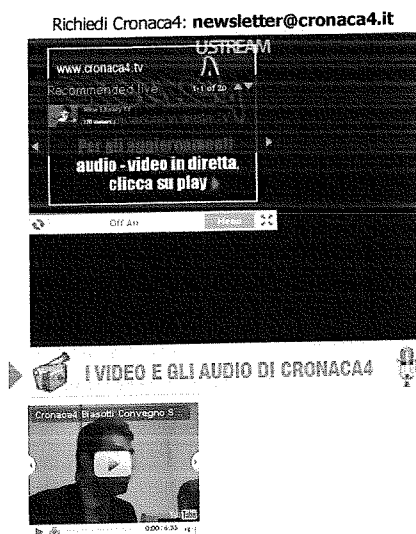 Richiedi Cronaca4: newsletter@cronaca4.it
USTREAM
www.cronaca4.tv
Recommended live 1-1 of 20
Per gli aggiornamenti
audio - video in diretta,
clicca su play
Off Air
I VIDEO E GLI AUDIO DI CRONACA4
Cronaca4 Biasotti Convegno S
0:00 / 6:35